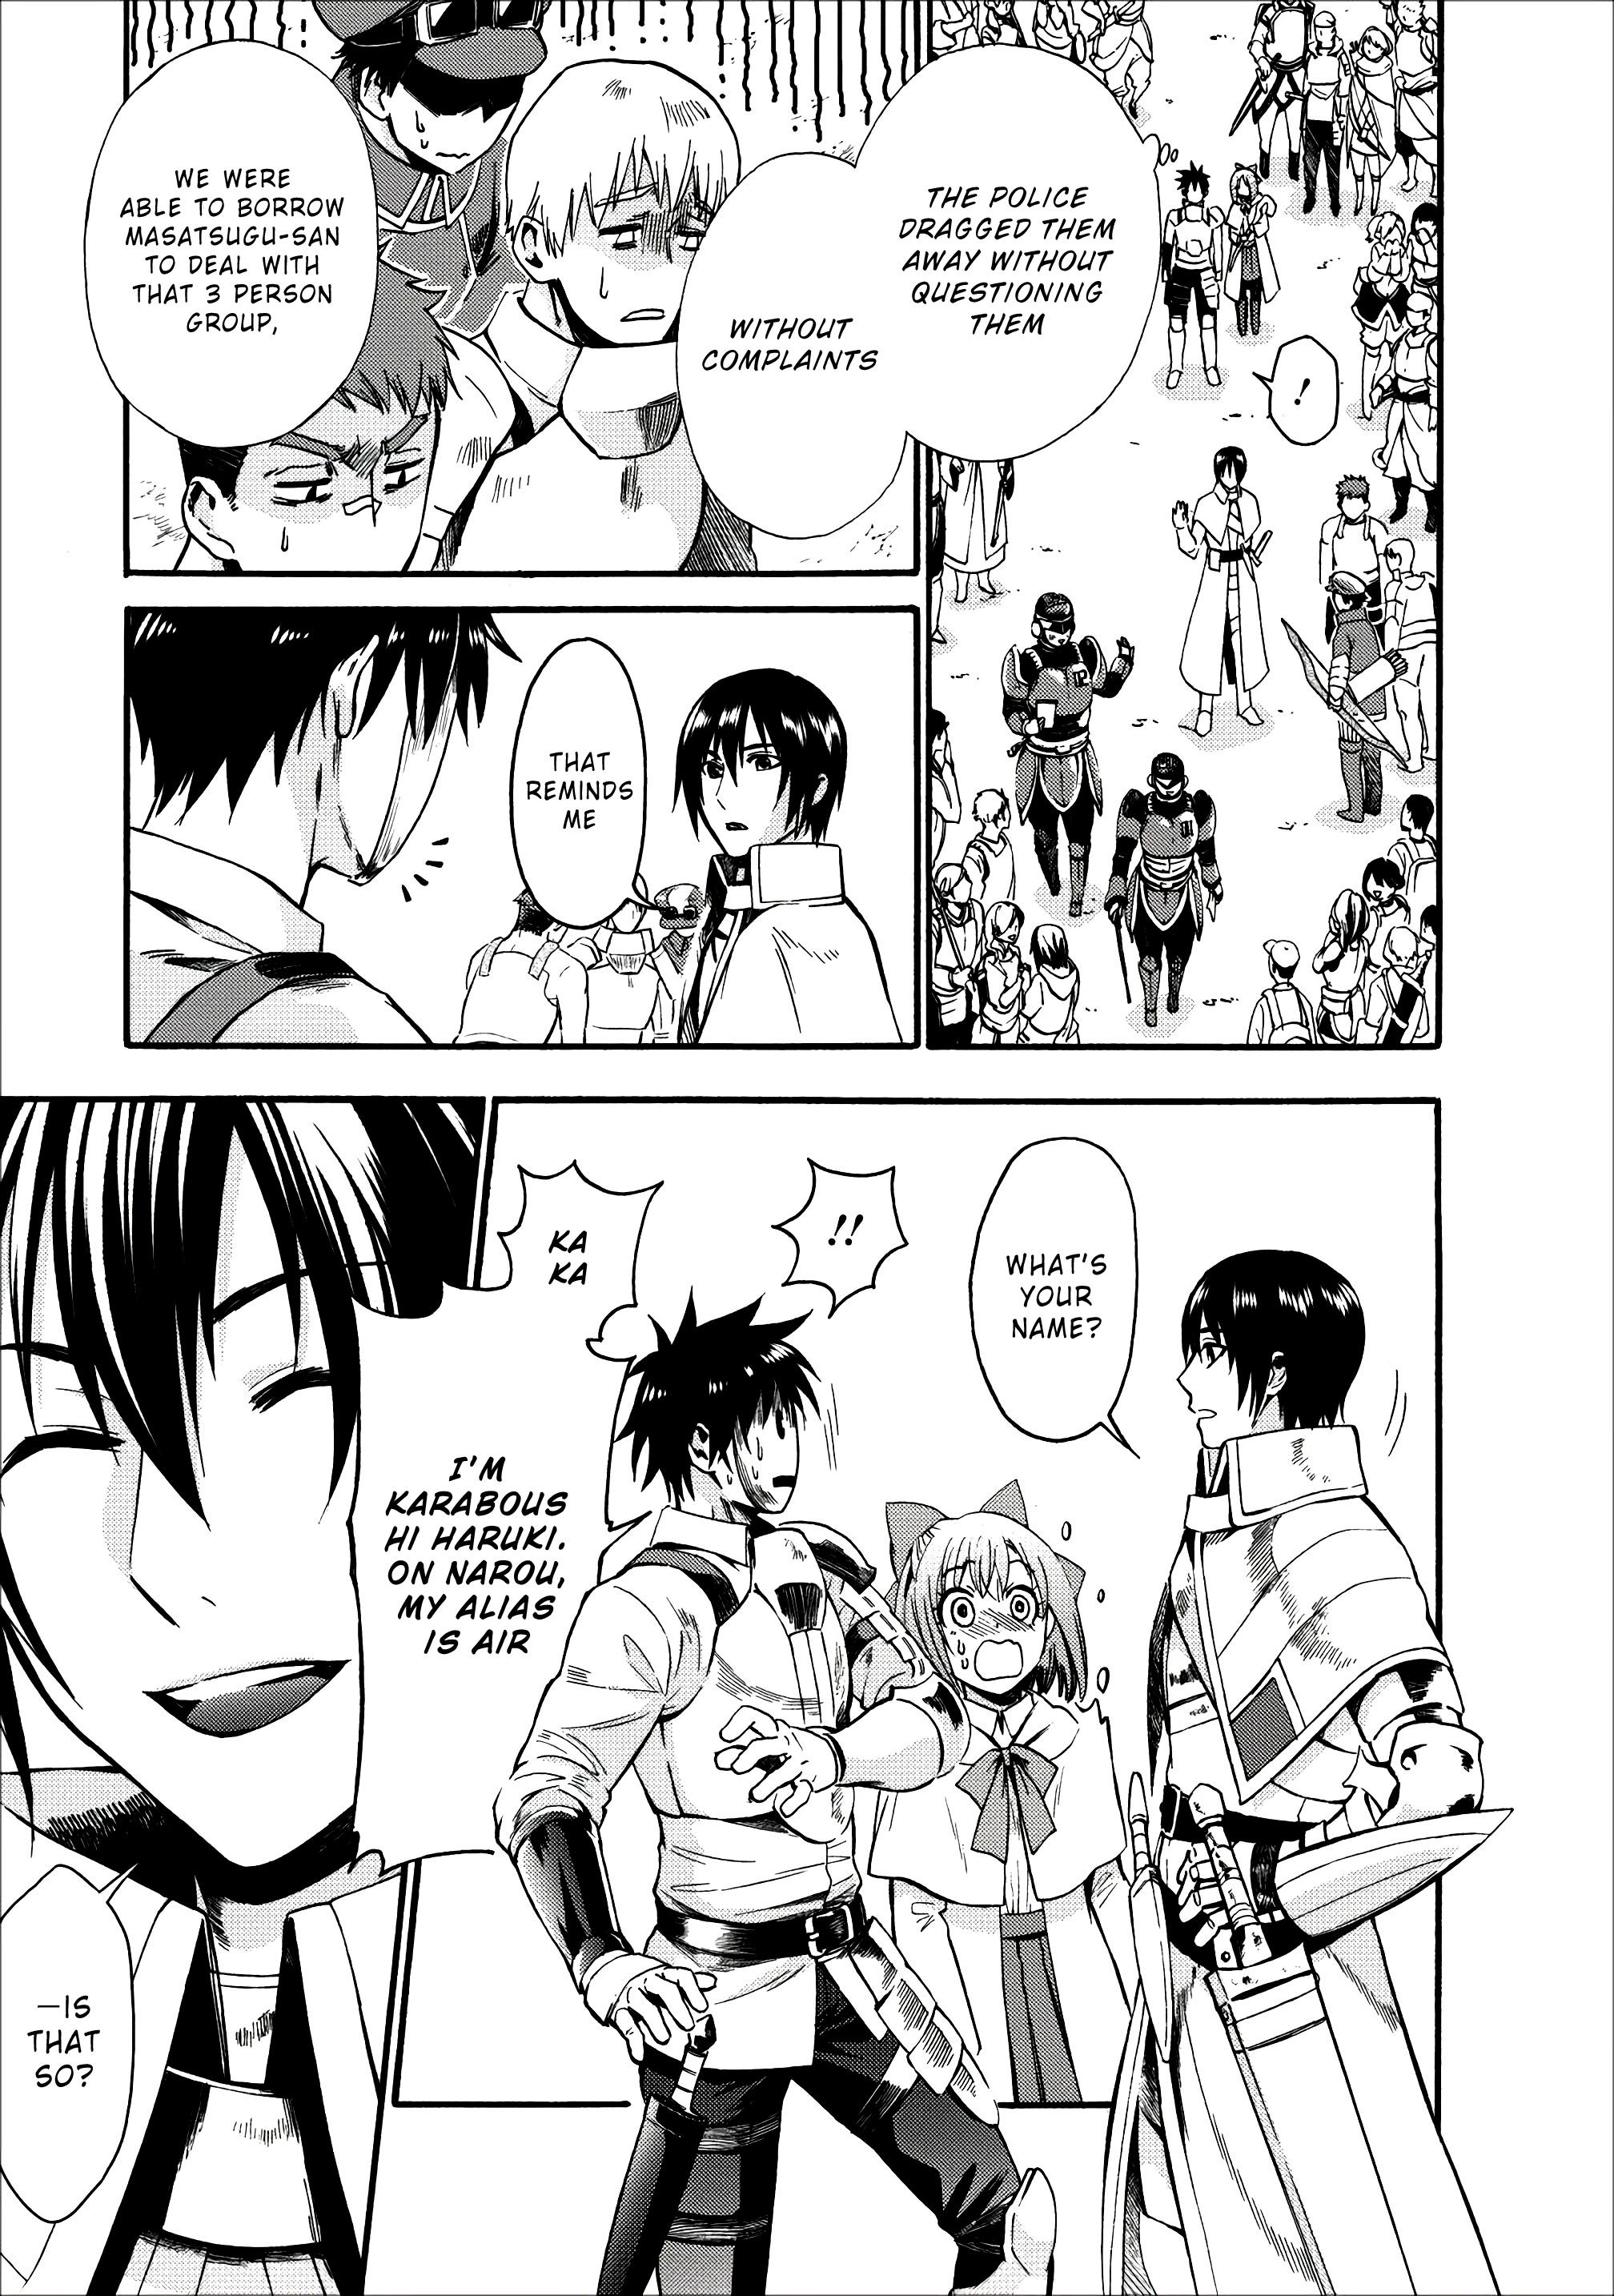 THE POLICE
DRAGGED THEM
AWAY WITHOUT
QUESTIONING
THEM
WITHOUT
COMPLAINTS
!
WE WERE
ABLE TO BORROW
MASATSUGU-SAN
TO DEAL WITH
THAT 3 PERSON
GROUP,
THAT
REMINDS
ME
WHAT'S
YOUR
NAME?
!!
KA
KA
I'M
KARABOUS
HI HARUKI.
ON NAROU,
MY ALIAS
IS AIR
—IS
THAT
SO?